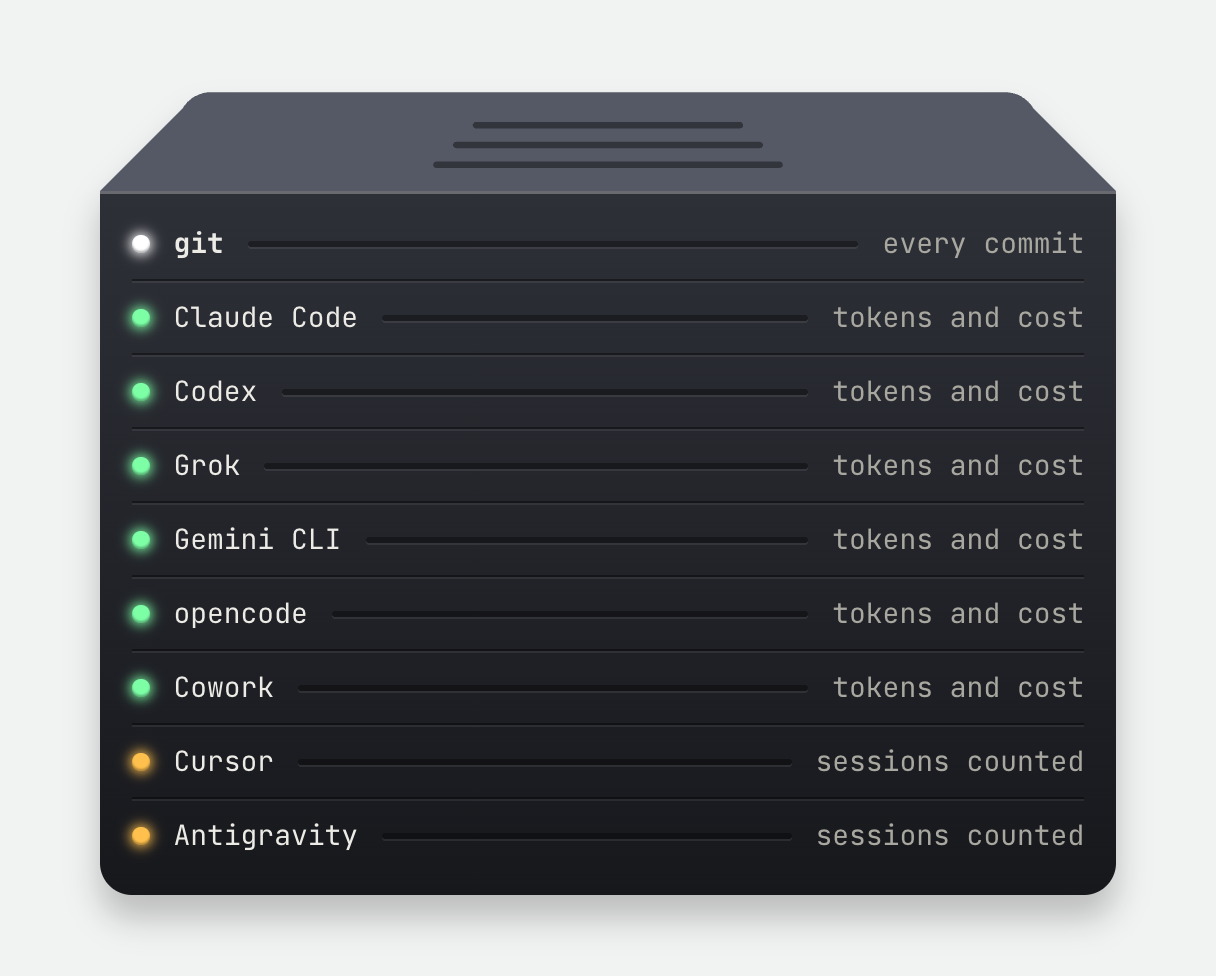 git every commit
Claude Code tokens and cost
Codex tokens and cost
Grok tokens and cost
Gemini CLI tokens and cost
opencode tokens and cost
Cowork tokens and cost
Cursor sessions counted
Antigravity sessions counted